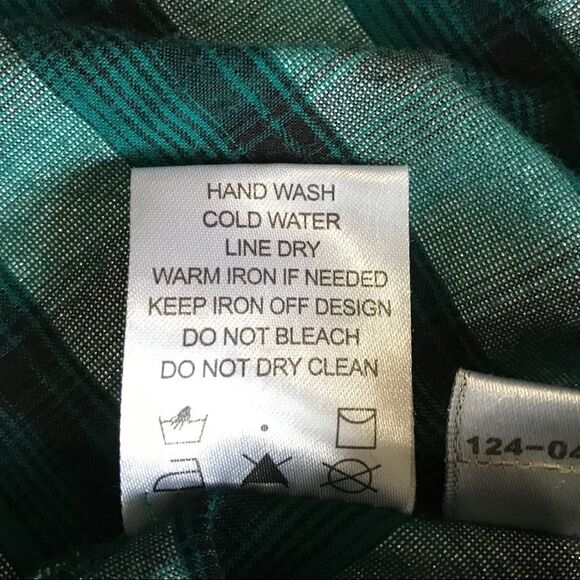 HAND WASH
COLD WATER
LINE DRY
WARM IRON IF NEEDED
KEEP IRON OFF DESIGN
DO NOT BLEACH
DO NOT DRY CLEAN
124-04